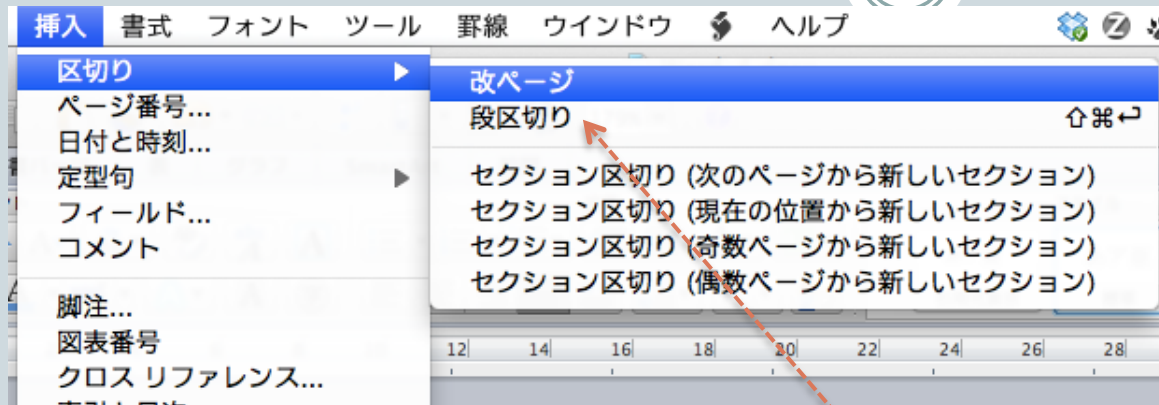 挿入 書式 フォント ツール 罫線 ウインドウ ヘルプ
区切り
ページ番号...
日付と時刻...
定型句
フィールド...
コメント
脚注...
図表番号
クロス リファレンス...
改ページ
段区切り ⇧⌘↩
セクション区切り (次のページから新しいセクション)
セクション区切り (現在の位置から新しいセクション)
セクション区切り (奇数ページから新しいセクション)
セクション区切り (偶数ページから新しいセクション)
12 14 16 18 20 22 24 26 28